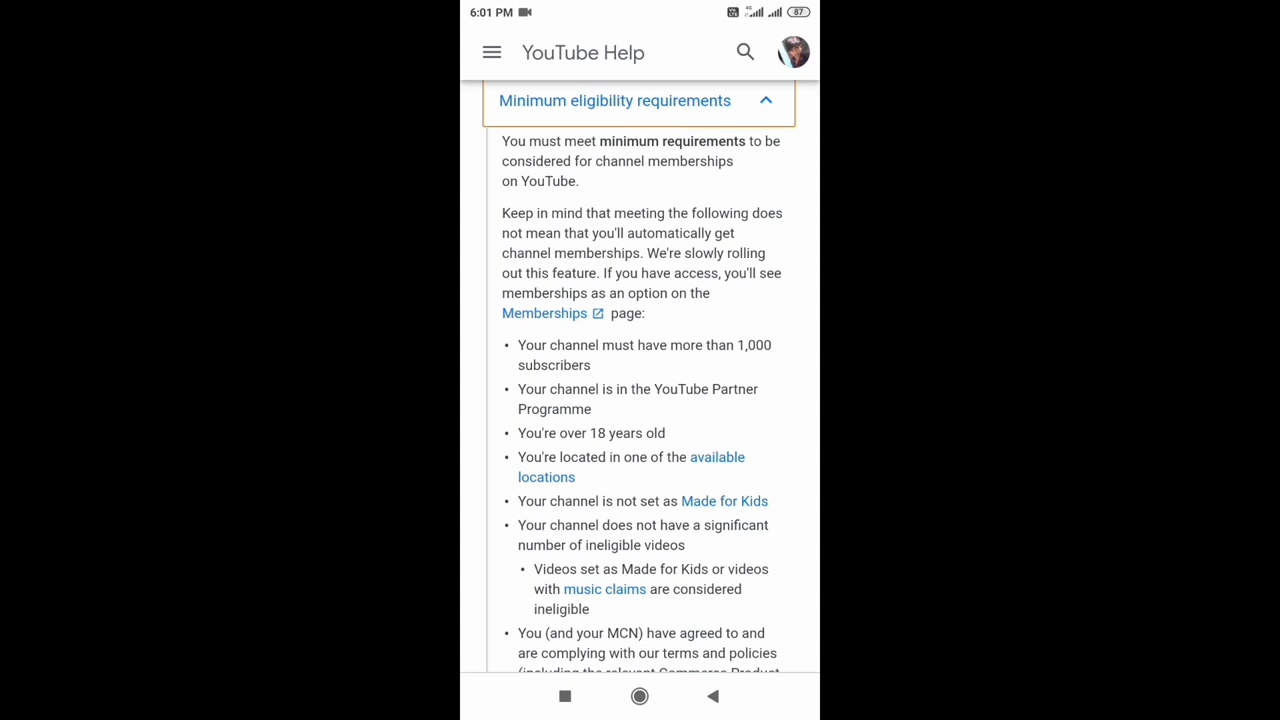 6:01 PM
4G
87
YouTube Help
Minimum eligibility requirements
You must meet minimum requirements to be
considered for channel memberships
on YouTube.
Keep in mind that meeting the following does
not mean that you'll automatically get
channel memberships. We're slowly rolling
out this feature. If you have access, you'll see
memberships as an option on the
Memberships page:
• Your channel must have more than 1,000
subscribers
• Your channel is in the YouTube Partner
Programme
• You're over 18 years old
• You're located in one of the available
locations
• Your channel is not set as Made for Kids
• Your channel does not have a significant
number of ineligible videos
• Videos set as Made for Kids or videos
with music claims are considered
ineligible
• You (and your MCN) have agreed to and
are complying with our terms and policies
(including the relevant Commerce Product